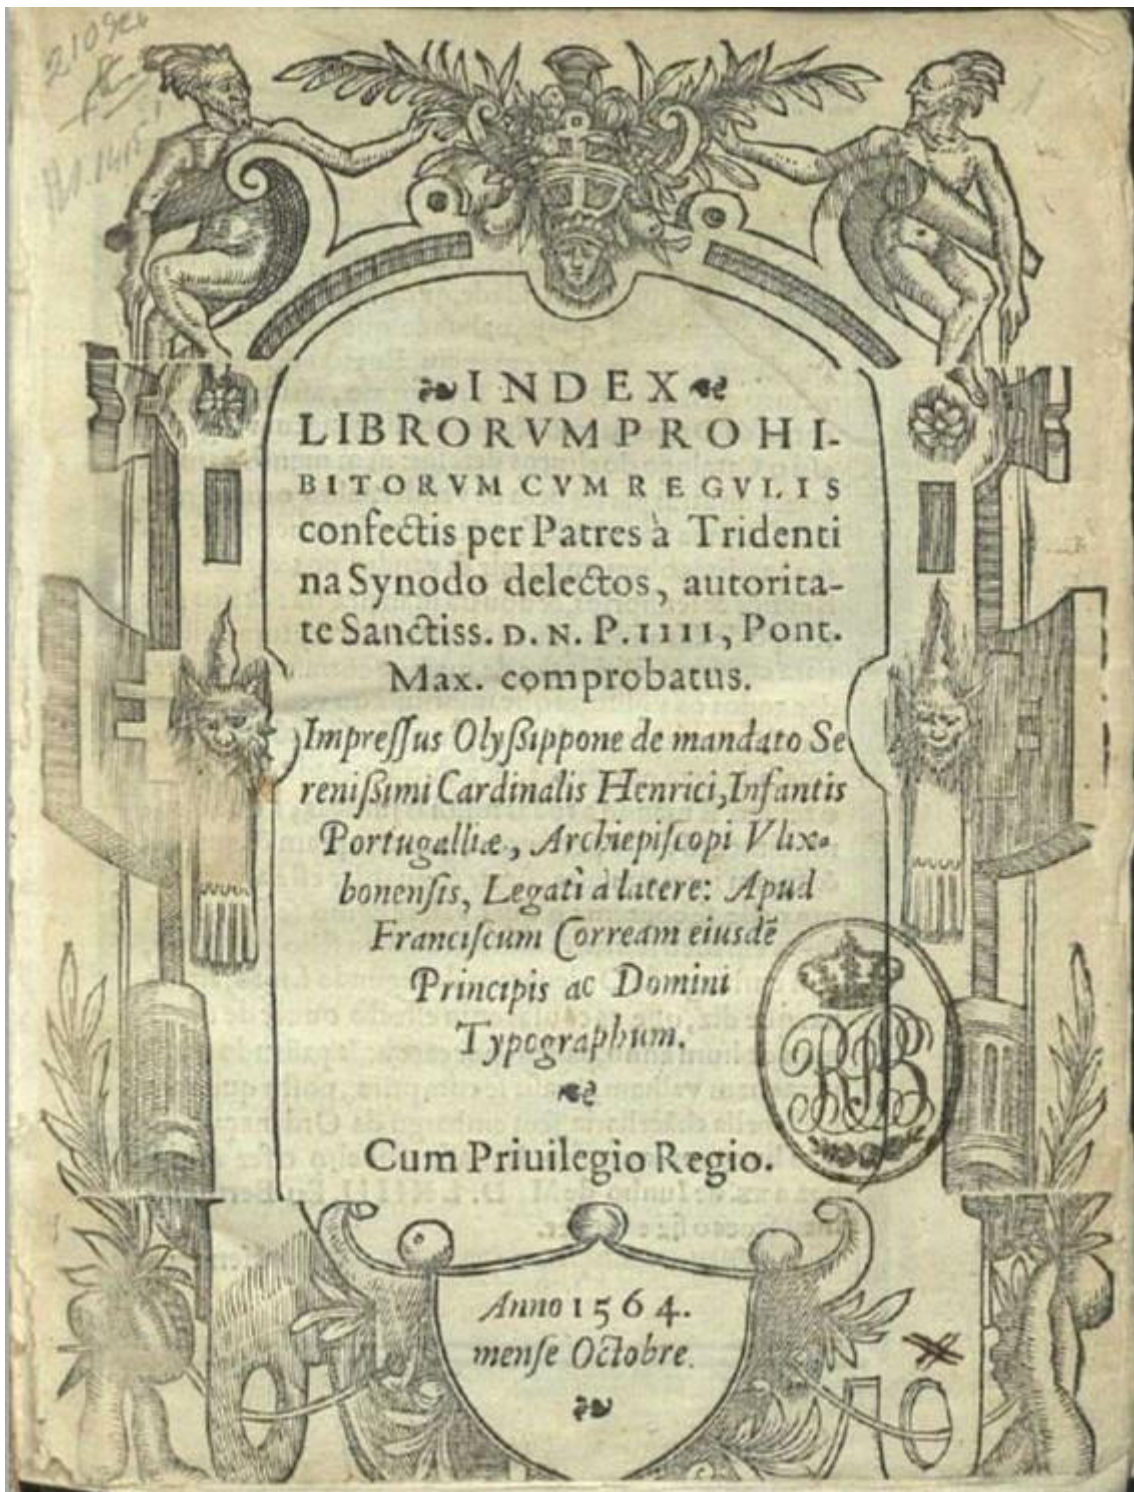 INDEX
LIBRORVM PROHI-
BITORVM CVM REGVLIS
confectis per Patres à Tridenti
na Synodo delectos, autorita-
te Sanctiss. D. N. P. IIII, Pont.
Max. comprobatus.
Impreſſus Olyßippone de mandato Se
renißimi Cardinalis Henrici, Infantis
Portugalliæ, Archiepiſcopi Vlix-
bonenſis, Legati à latere: Apud
Franciſcum Corream eiusdẽ
Principis ac Domini
Typographum.
Cum Priuilegio Regio.
Anno 1564.
menſe Octobre.